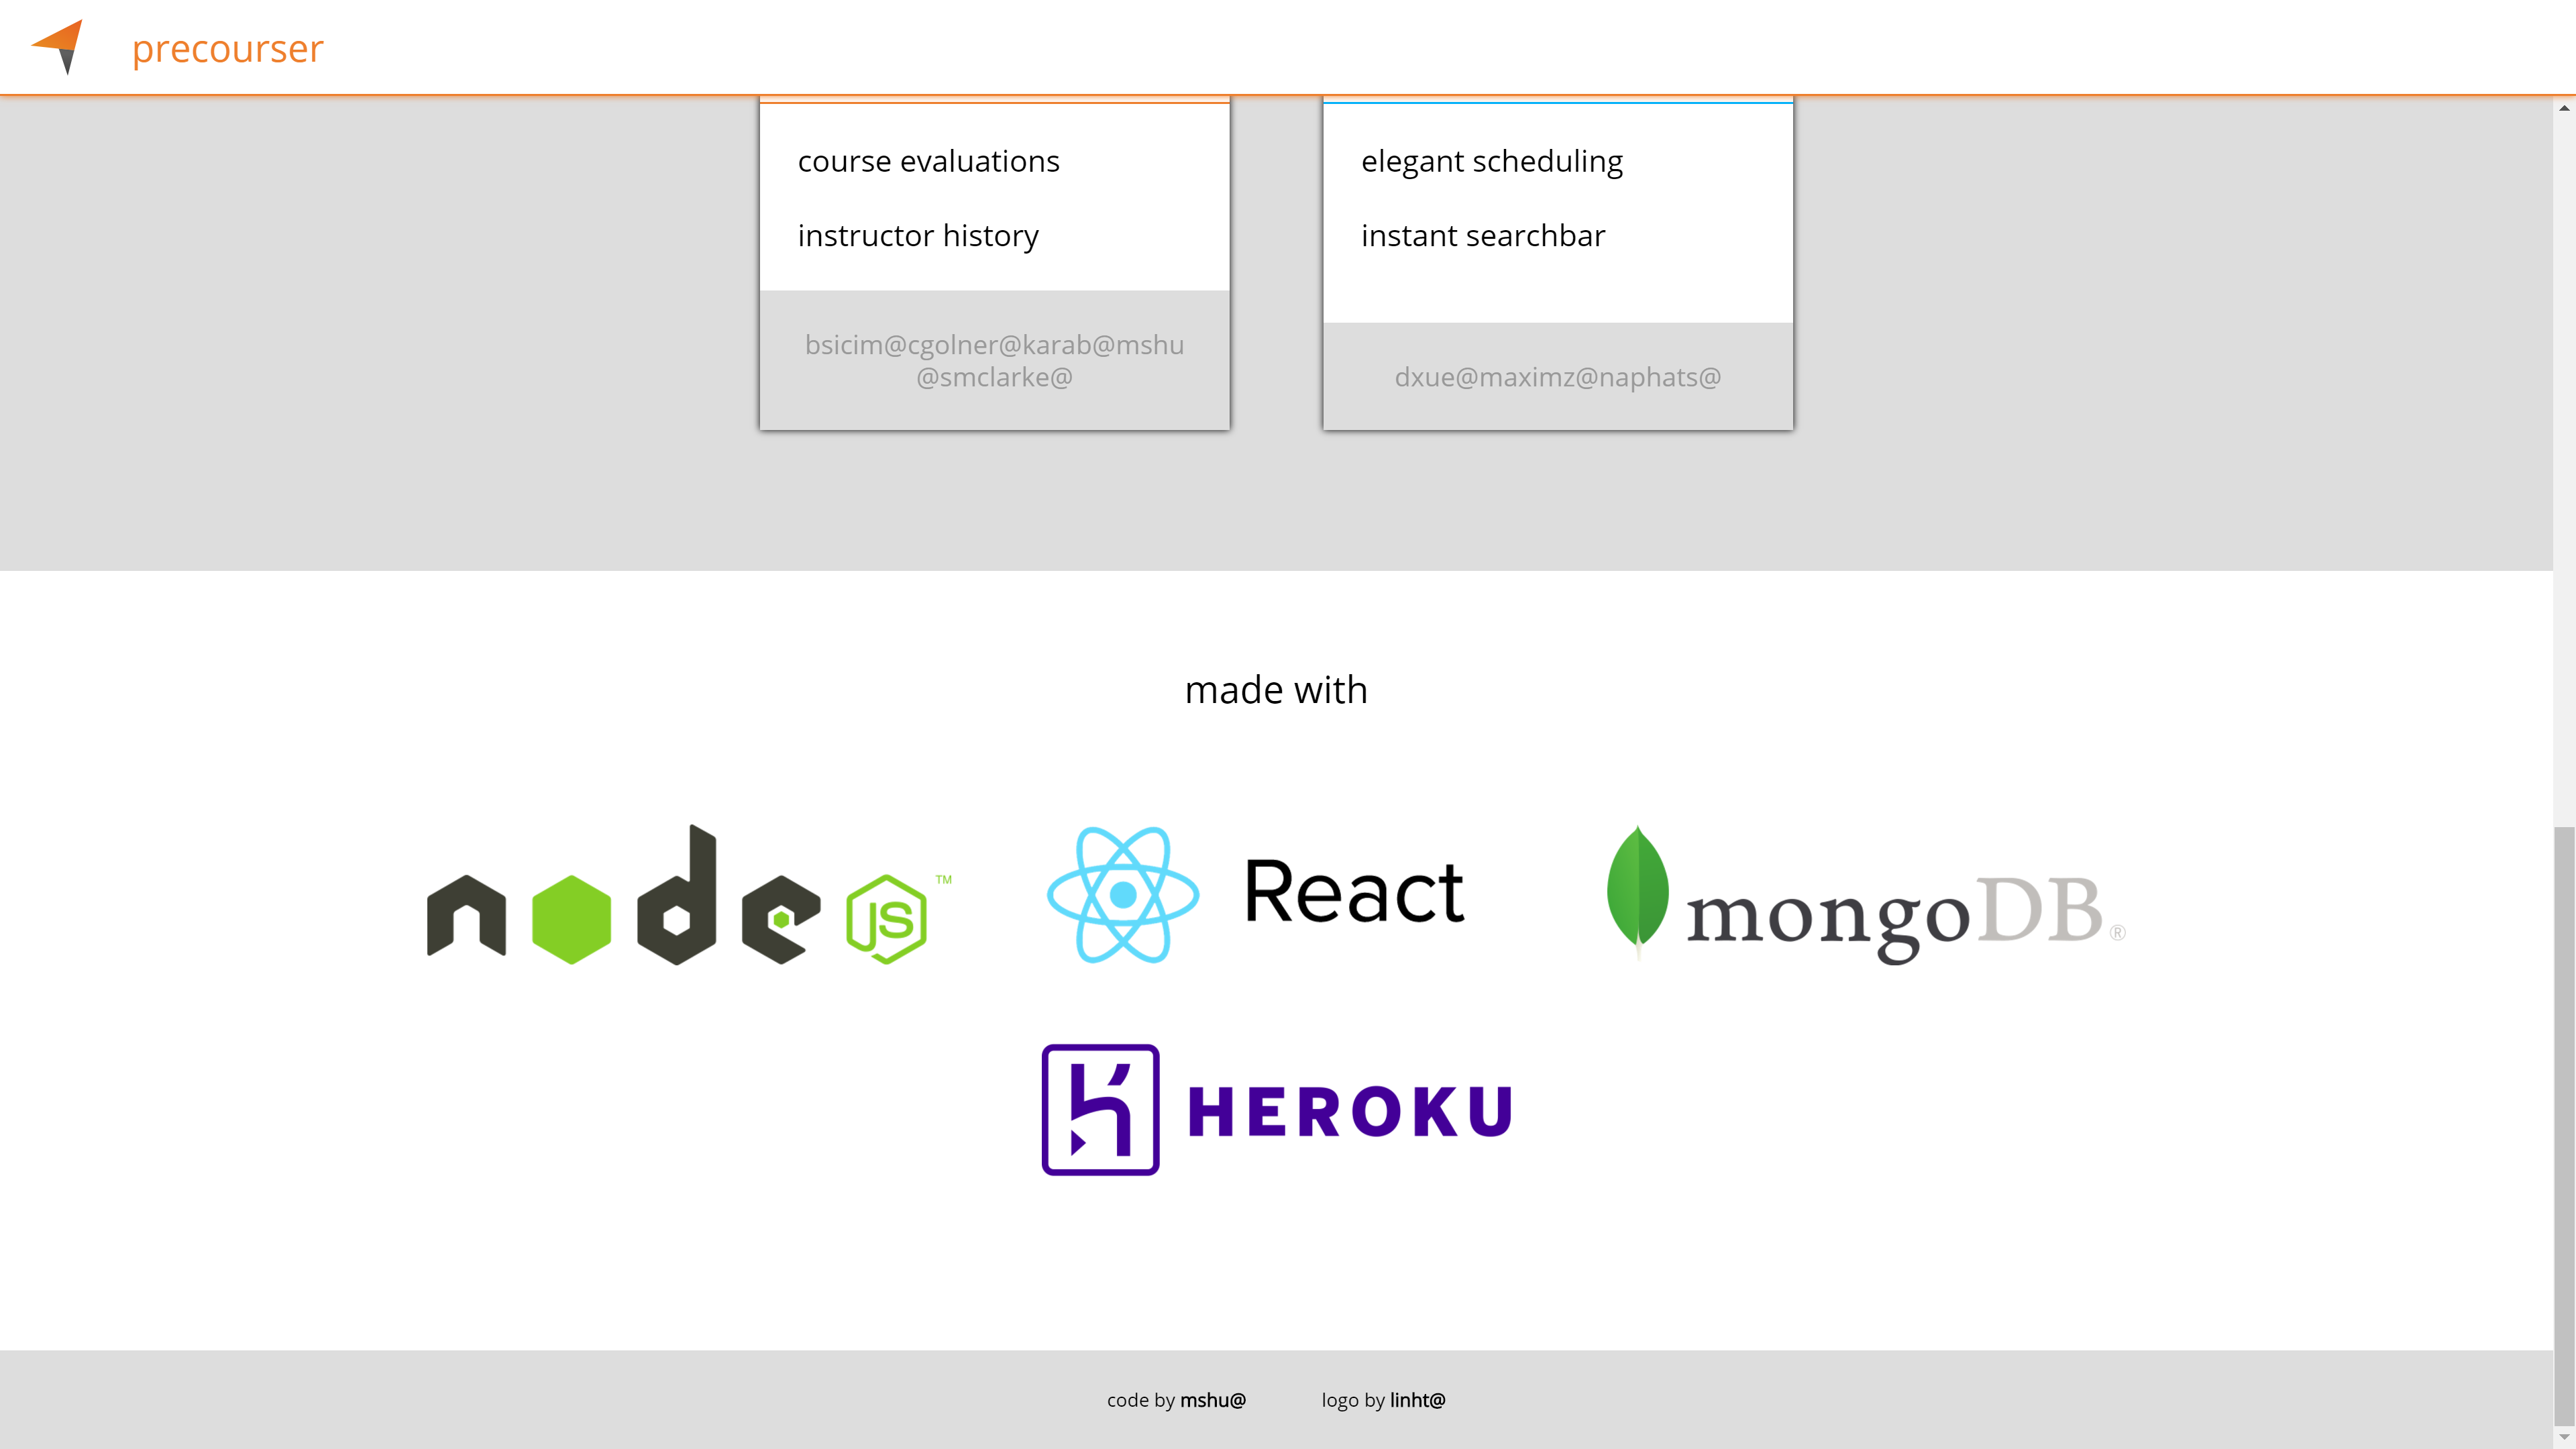 precourser
course evaluations
instructor history
bsicim@cgolner@karab@mshu
@smclarke@
elegant scheduling
instant searchbar
dxue@maximz@naphats@
made with
node JS ™
React
mongoDB ®
HEROKU
code by mshu@
logo by linht@